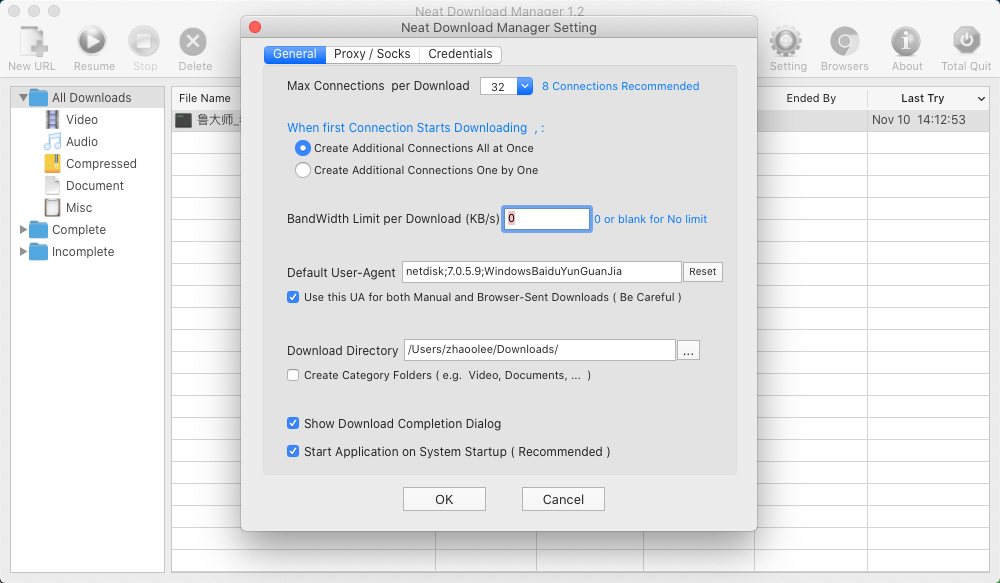 Neat Download Manager 1.2
New URL
Resume
Stop
Delete
Setting
Browsers
About
Total Quit
All Downloads
Video
Audio
Compressed
Document
Misc
Complete
Incomplete
File Name
Ended By
Last Try
鲁大师_
Nov 10 14:12:53
Neat Download Manager Setting
General
Proxy / Socks
Credentials
Max Connections per Download
32
8 Connections Recommended
When first Connection Starts Downloading , :
Create Additional Connections All at Once
Create Additional Connections One by One
BandWidth Limit per Download (KB/s)
0
0 or blank for No limit
Default User-Agent
netdisk;7.0.5.9;WindowsBaiduYunGuanJia
Reset
Use this UA for both Manual and Browser-Sent Downloads ( Be Careful )
Download Directory
/Users/zhaoolee/Downloads/
...
Create Category Folders ( e.g. Video, Documents, ... )
Show Download Completion Dialog
Start Application on System Startup ( Recommended )
OK
Cancel